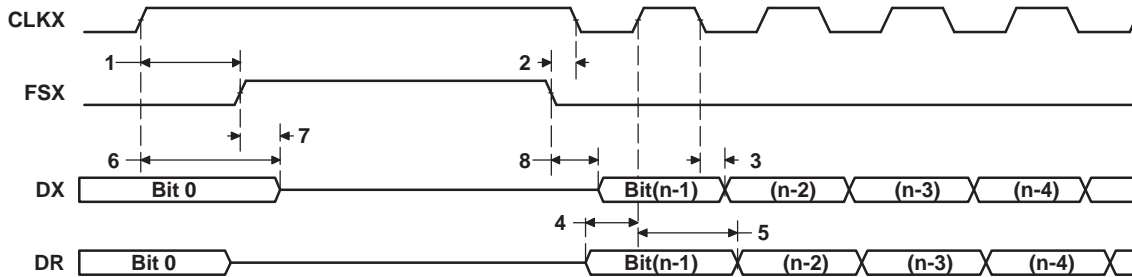 CLKX
1 2
FSX
7
6 8 3
DX Bit 0 Bit(n-1) (n-2) (n-3) (n-4)
4 5
DR Bit 0 Bit(n-1) (n-2) (n-3) (n-4)